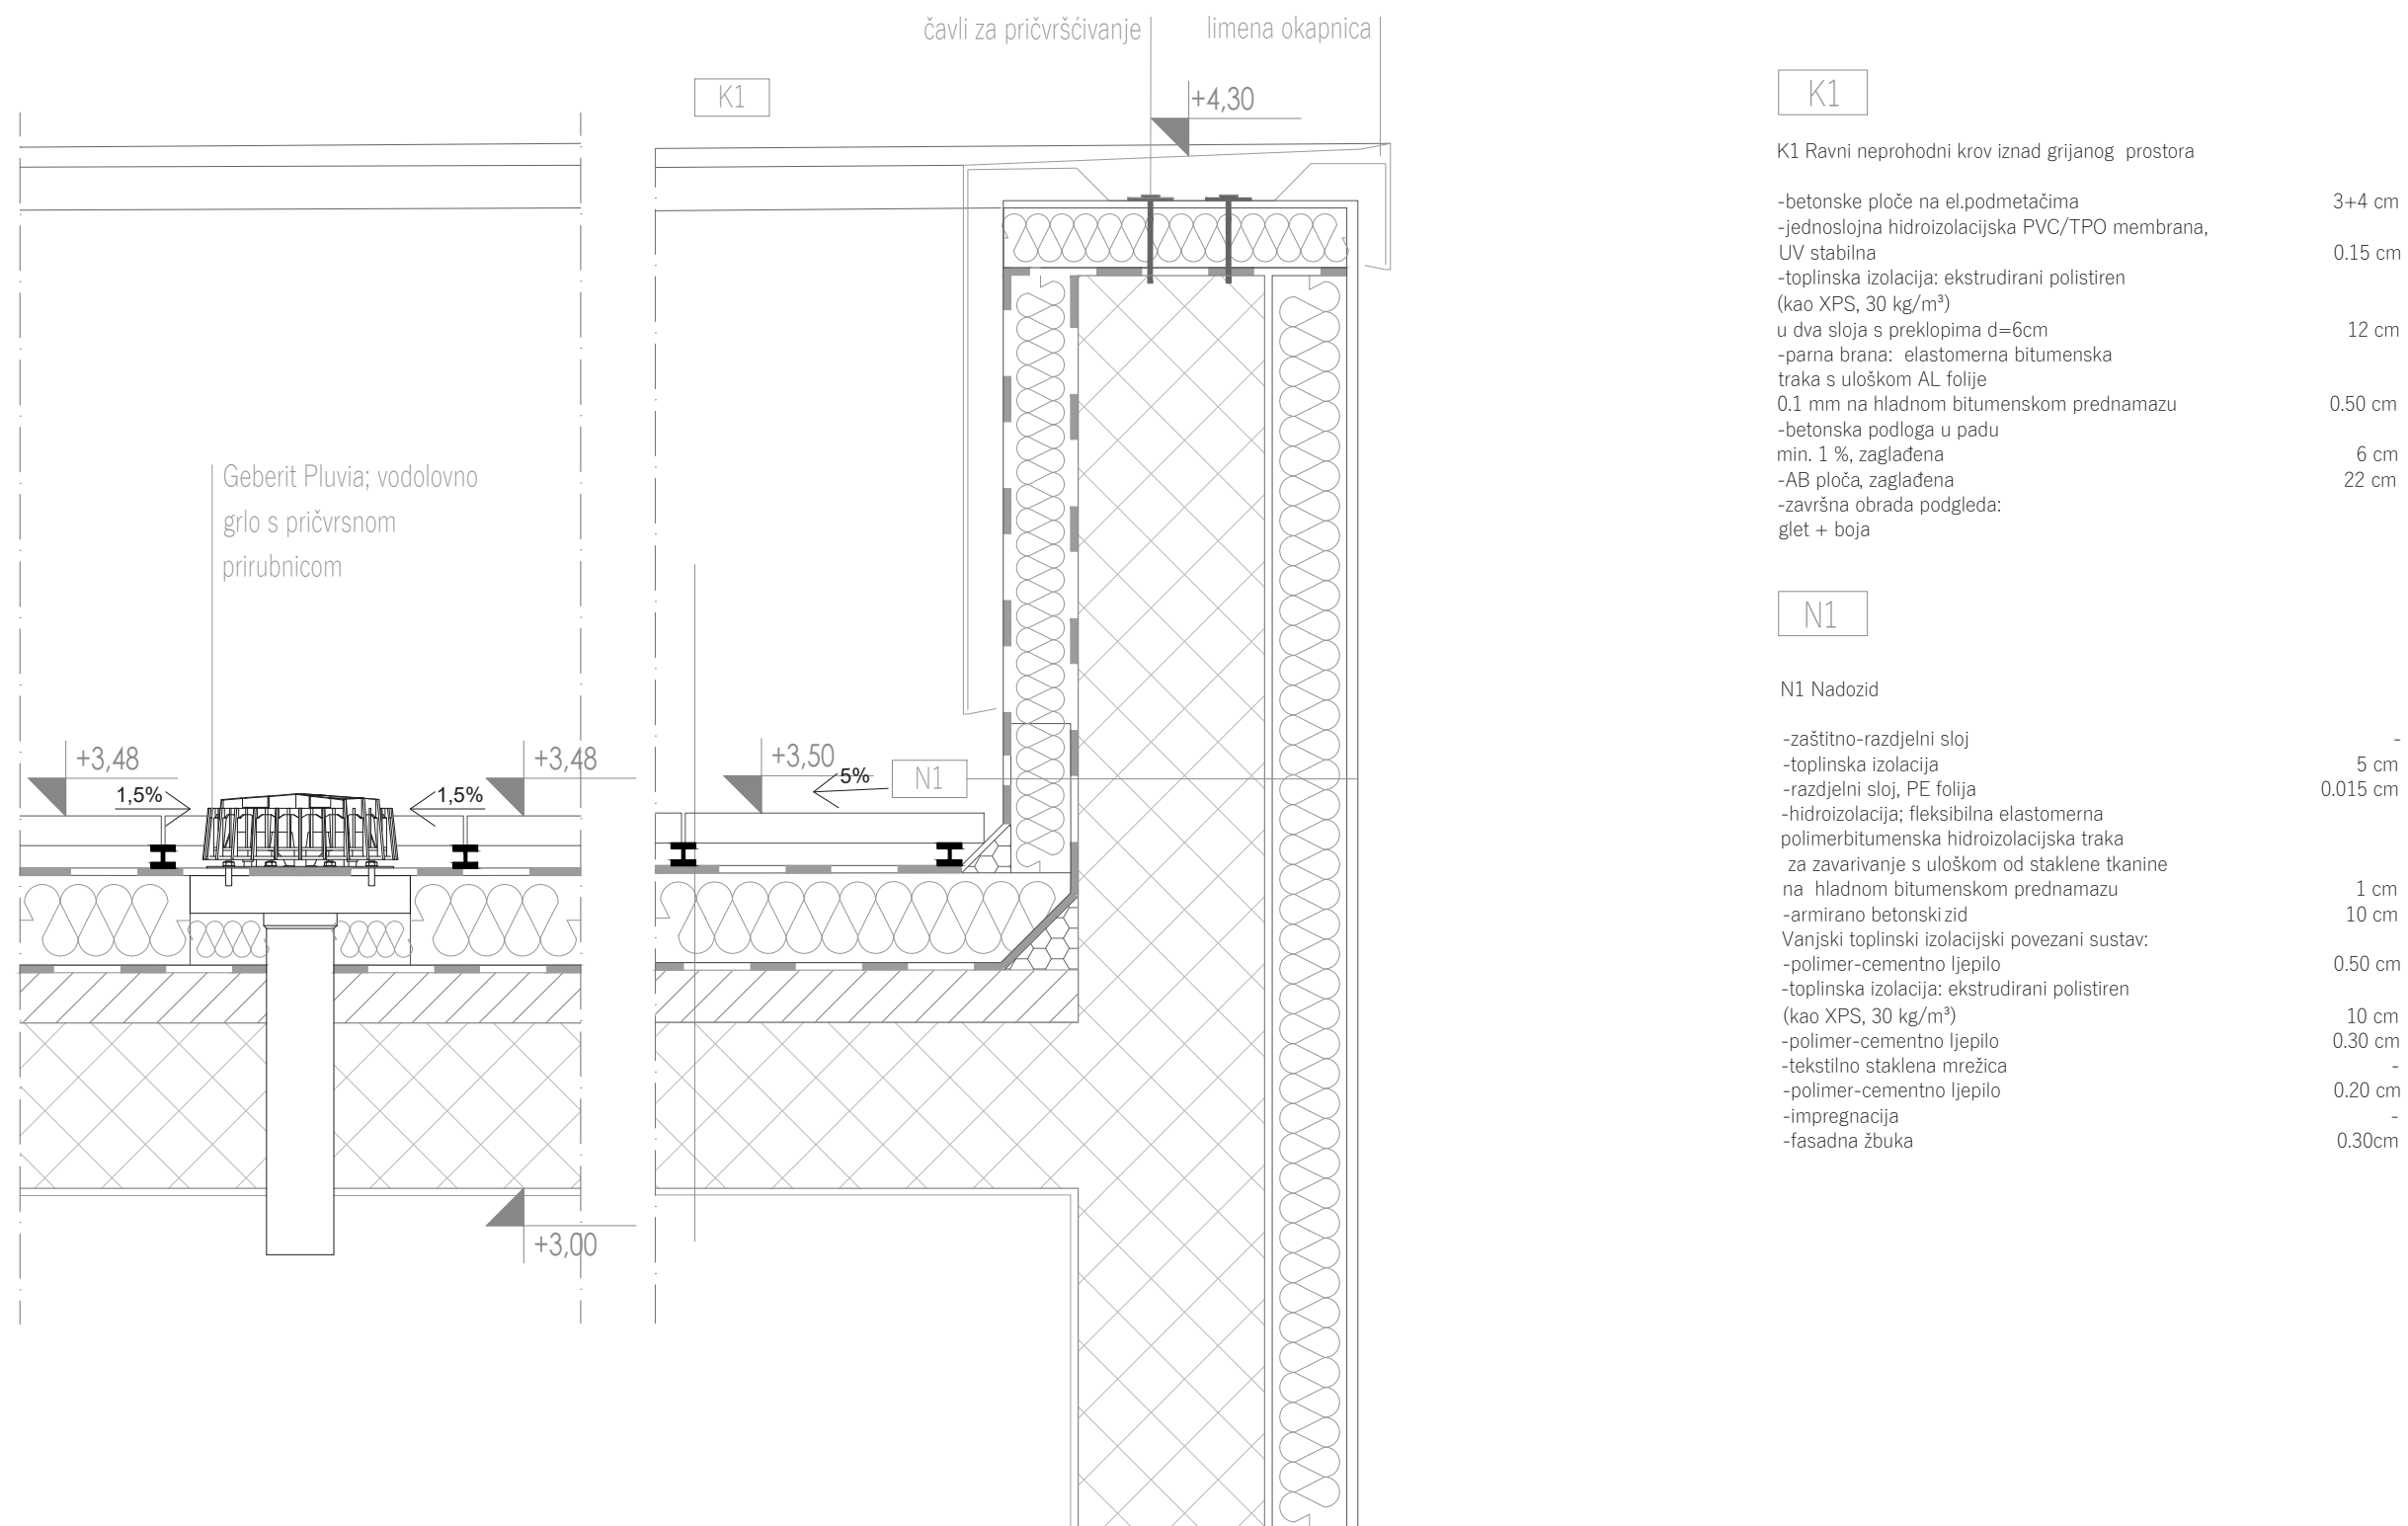 čavli za pričvršćivanje
limena okapnica
K1
+4,30
Geberit Pluvia; vodolovno
grlo s pričvrsnom
prirubnicom
+3,48
+3,48
+3,50
1,5%
1,5%
5%
N1
+3,00
K1
K1 Ravni neprohodni krov iznad grijanog prostora
-betonske ploče na el.podmetačima 3+4 cm
-jednoslojna hidroizolacijska PVC/TPO membrana,
UV stabilna 0.15 cm
-toplinska izolacija: ekstrudirani polistiren
(kao XPS, 30 kg/m³)
u dva sloja s preklopima d=6cm 12 cm
-parna brana: elastomerna bitumenska
traka s uloškom AL folije
0.1 mm na hladnom bitumenskom prednamazu 0.50 cm
-betonska podloga u padu
min. 1 %, zaglađena 6 cm
-AB ploča, zaglađena 22 cm
-završna obrada podgleda:
glet + boja
N1
N1 Nadozid
-zaštitno-razdjelni sloj -
-toplinska izolacija 5 cm
-razdjelni sloj, PE folija 0.015 cm
-hidroizolacija; fleksibilna elastomerna
polimerbitumenska hidroizolacijska traka
za zavarivanje s uloškom od staklene tkanine
na hladnom bitumenskom prednamazu 1 cm
-armirano betonski zid 10 cm
Vanjski toplinski izolacijski povezani sustav:
-polimer-cementno ljepilo 0.50 cm
-toplinska izolacija: ekstrudirani polistiren
(kao XPS, 30 kg/m³) 10 cm
-polimer-cementno ljepilo 0.30 cm
-tekstilno staklena mrežica -
-polimer-cementno ljepilo 0.20 cm
-impregnacija -
-fasadna žbuka 0.30cm